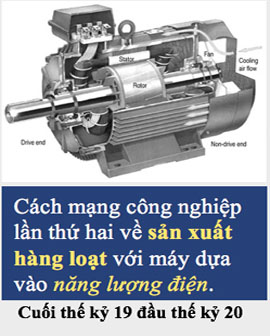 Stator
Fan
Cooling
air flow
Rotor
Drive end
Non-drive end
Cách mạng công nghiệp
lần thứ hai về sản xuất
hàng loạt với máy dựa
vào năng lượng điện.
Cuối thế kỷ 19 đầu thế kỷ 20